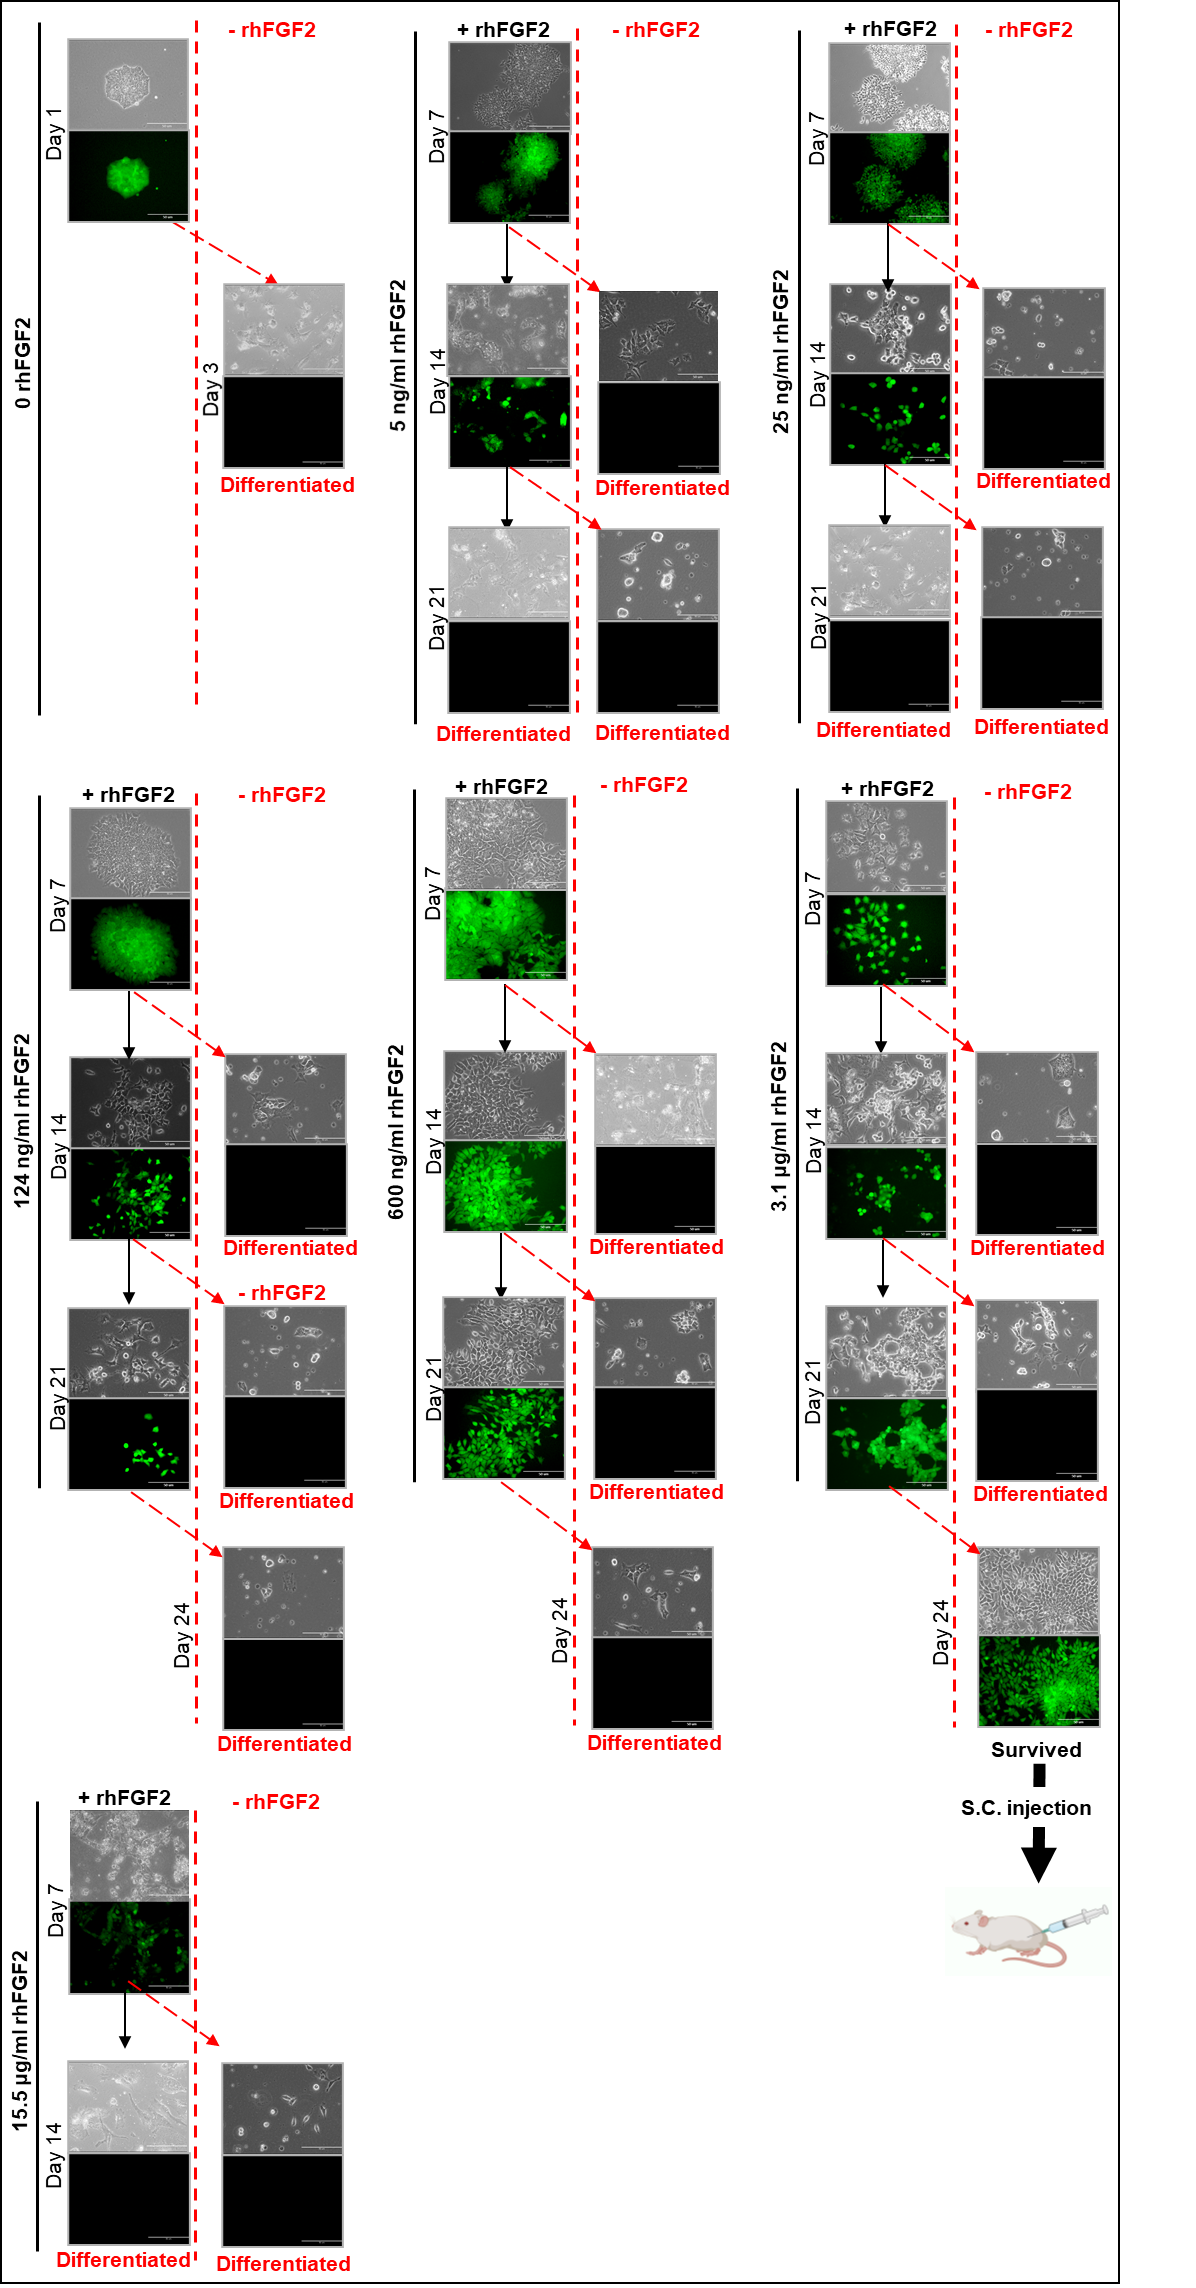 0 rhFGF2
- rhFGF2
Day 1
Day 3
Differentiated
5 ng/ml rhFGF2
+ rhFGF2
- rhFGF2
Day 7
Day 14
Differentiated
Day 21
Differentiated
Differentiated
25 ng/ml rhFGF2
+ rhFGF2
- rhFGF2
Day 7
Day 14
Differentiated
Day 21
Differentiated
Differentiated
124 ng/ml rhFGF2
+ rhFGF2
- rhFGF2
Day 7
Day 14
Differentiated
- rhFGF2
Day 21
Differentiated
Day 24
Differentiated
600 ng/ml rhFGF2
+ rhFGF2
- rhFGF2
Day 7
Day 14
Differentiated
Day 21
Differentiated
Day 24
Differentiated
3.1 µg/ml rhFGF2
+ rhFGF2
- rhFGF2
Day 7
Day 14
Differentiated
Day 21
Differentiated
Day 24
Survived
S.C. injection
15.5 µg/ml rhFGF2
+ rhFGF2
- rhFGF2
Day 7
Day 14
Differentiated
Differentiated